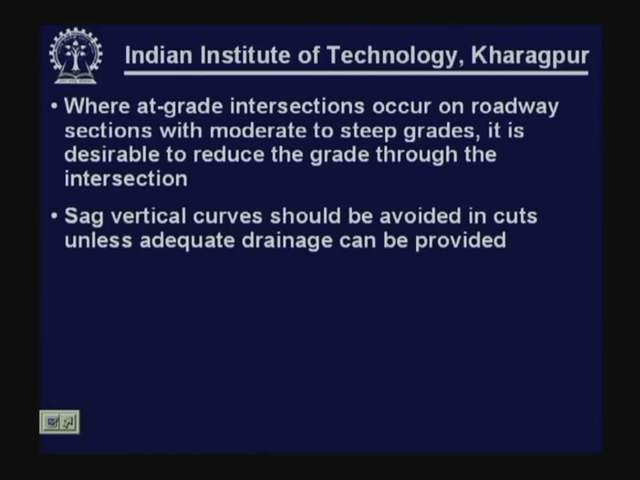 Indian Institute of Technology, Kharagpur
• Where at-grade intersections occur on roadway
sections with moderate to steep grades, it is
desirable to reduce the grade through the
intersection
• Sag vertical curves should be avoided in cuts
unless adequate drainage can be provided